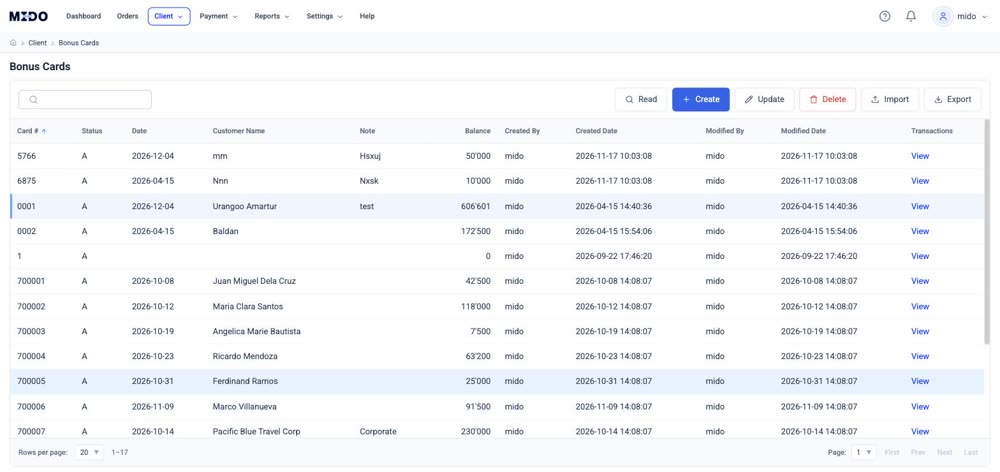 MIDO Dashboard Orders Client Payment Reports Settings Help mido
Client > Bonus Cards
Bonus Cards
Read + Create Update Delete Import Export
Card # ↑ Status Date Customer Name Note Balance Created By Created Date Modified By Modified Date Transactions
5766 A 2026-12-04 mm Hsxuj 50'000 mido 2026-11-17 10:03:08 mido 2026-11-17 10:03:08 View
6875 A 2026-04-15 Nnn Nxsk 10'000 mido 2026-11-17 10:03:08 mido 2026-11-17 10:03:08 View
0001 A 2026-12-04 Urangoo Amartur test 606'601 mido 2026-04-15 14:40:36 mido 2026-04-15 14:40:36 View
0002 A 2026-04-15 Baldan 172'500 mido 2026-04-15 15:54:06 mido 2026-04-15 15:54:06 View
1 A 0 mido 2026-09-22 17:46:20 mido 2026-09-22 17:46:20 View
700001 A 2026-10-08 Juan Miguel Dela Cruz 42'500 mido 2026-10-08 14:08:07 mido 2026-10-08 14:08:07 View
700002 A 2026-10-12 Maria Clara Santos 118'000 mido 2026-10-12 14:08:07 mido 2026-10-12 14:08:07 View
700003 A 2026-10-19 Angelica Marie Bautista 7'500 mido 2026-10-19 14:08:07 mido 2026-10-19 14:08:07 View
700004 A 2026-10-23 Ricardo Mendoza 63'200 mido 2026-10-23 14:08:07 mido 2026-10-23 14:08:07 View
700005 A 2026-10-31 Ferdinand Ramos 25'000 mido 2026-10-31 14:08:07 mido 2026-10-31 14:08:07 View
700006 A 2026-11-09 Marco Villanueva 91'500 mido 2026-11-09 14:08:07 mido 2026-11-09 14:08:07 View
700007 A 2026-10-14 Pacific Blue Travel Corp Corporate 230'000 mido 2026-10-14 14:08:07 mido 2026-10-14 14:08:07 View
Rows per page: 20 1–17 Page: 1 First Prev Next Last